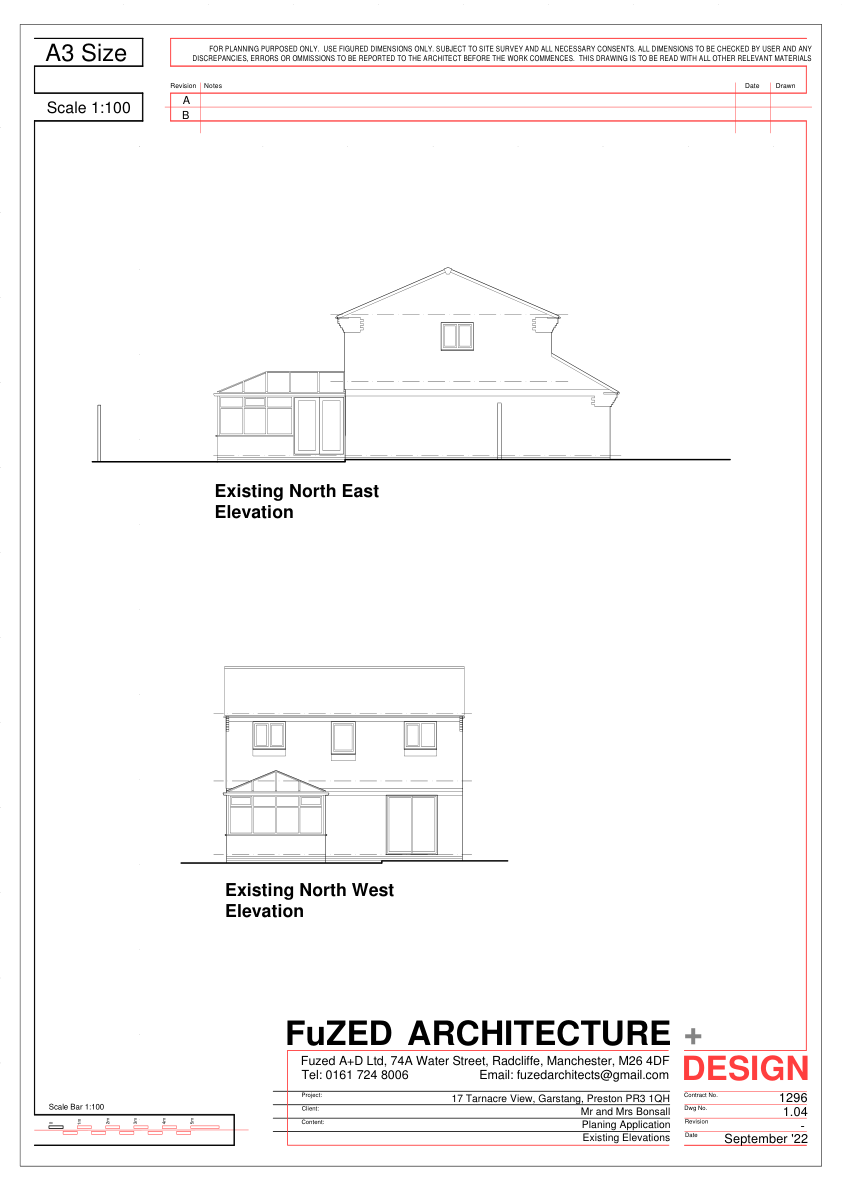 A3 Size
FOR PLANNING PURPOSED ONLY. USE FIGURED DIMENSIONS ONLY. SUBJECT TO SITE SURVEY AND ALL NECESSARY CONSENTS. ALL DIMENSIONS TO BE CHECKED BY USER AND ANY
DISCREPANCIES, ERRORS OR OMMISSIONS TO BE REPORTED TO THE ARCHITECT BEFORE THE WORK COMMENCES. THIS DRAWING IS TO BE READ WITH ALL OTHER RELEVANT MATERIALS
Revision Notes Date Drawn
Scale 1:100
A
B
Existing North East
Elevation
Existing North West
Elevation
FuZED ARCHITECTURE +
DESIGN
Fuzed A+D Ltd, 74A Water Street, Radcliffe, Manchester, M26 4DF
Tel: 0161 724 8006 Email: fuzedarchitects@gmail.com
Project: 17 Tarnacre View, Garstang, Preston PR3 1QH
Client: Mr and Mrs Bonsall
Content: Planing Application
Existing Elevations
Contract No. 1296
Dwg No. 1.04
Revision -
Date September '22
Scale Bar 1:100
1m 2m 3m 4m 5m